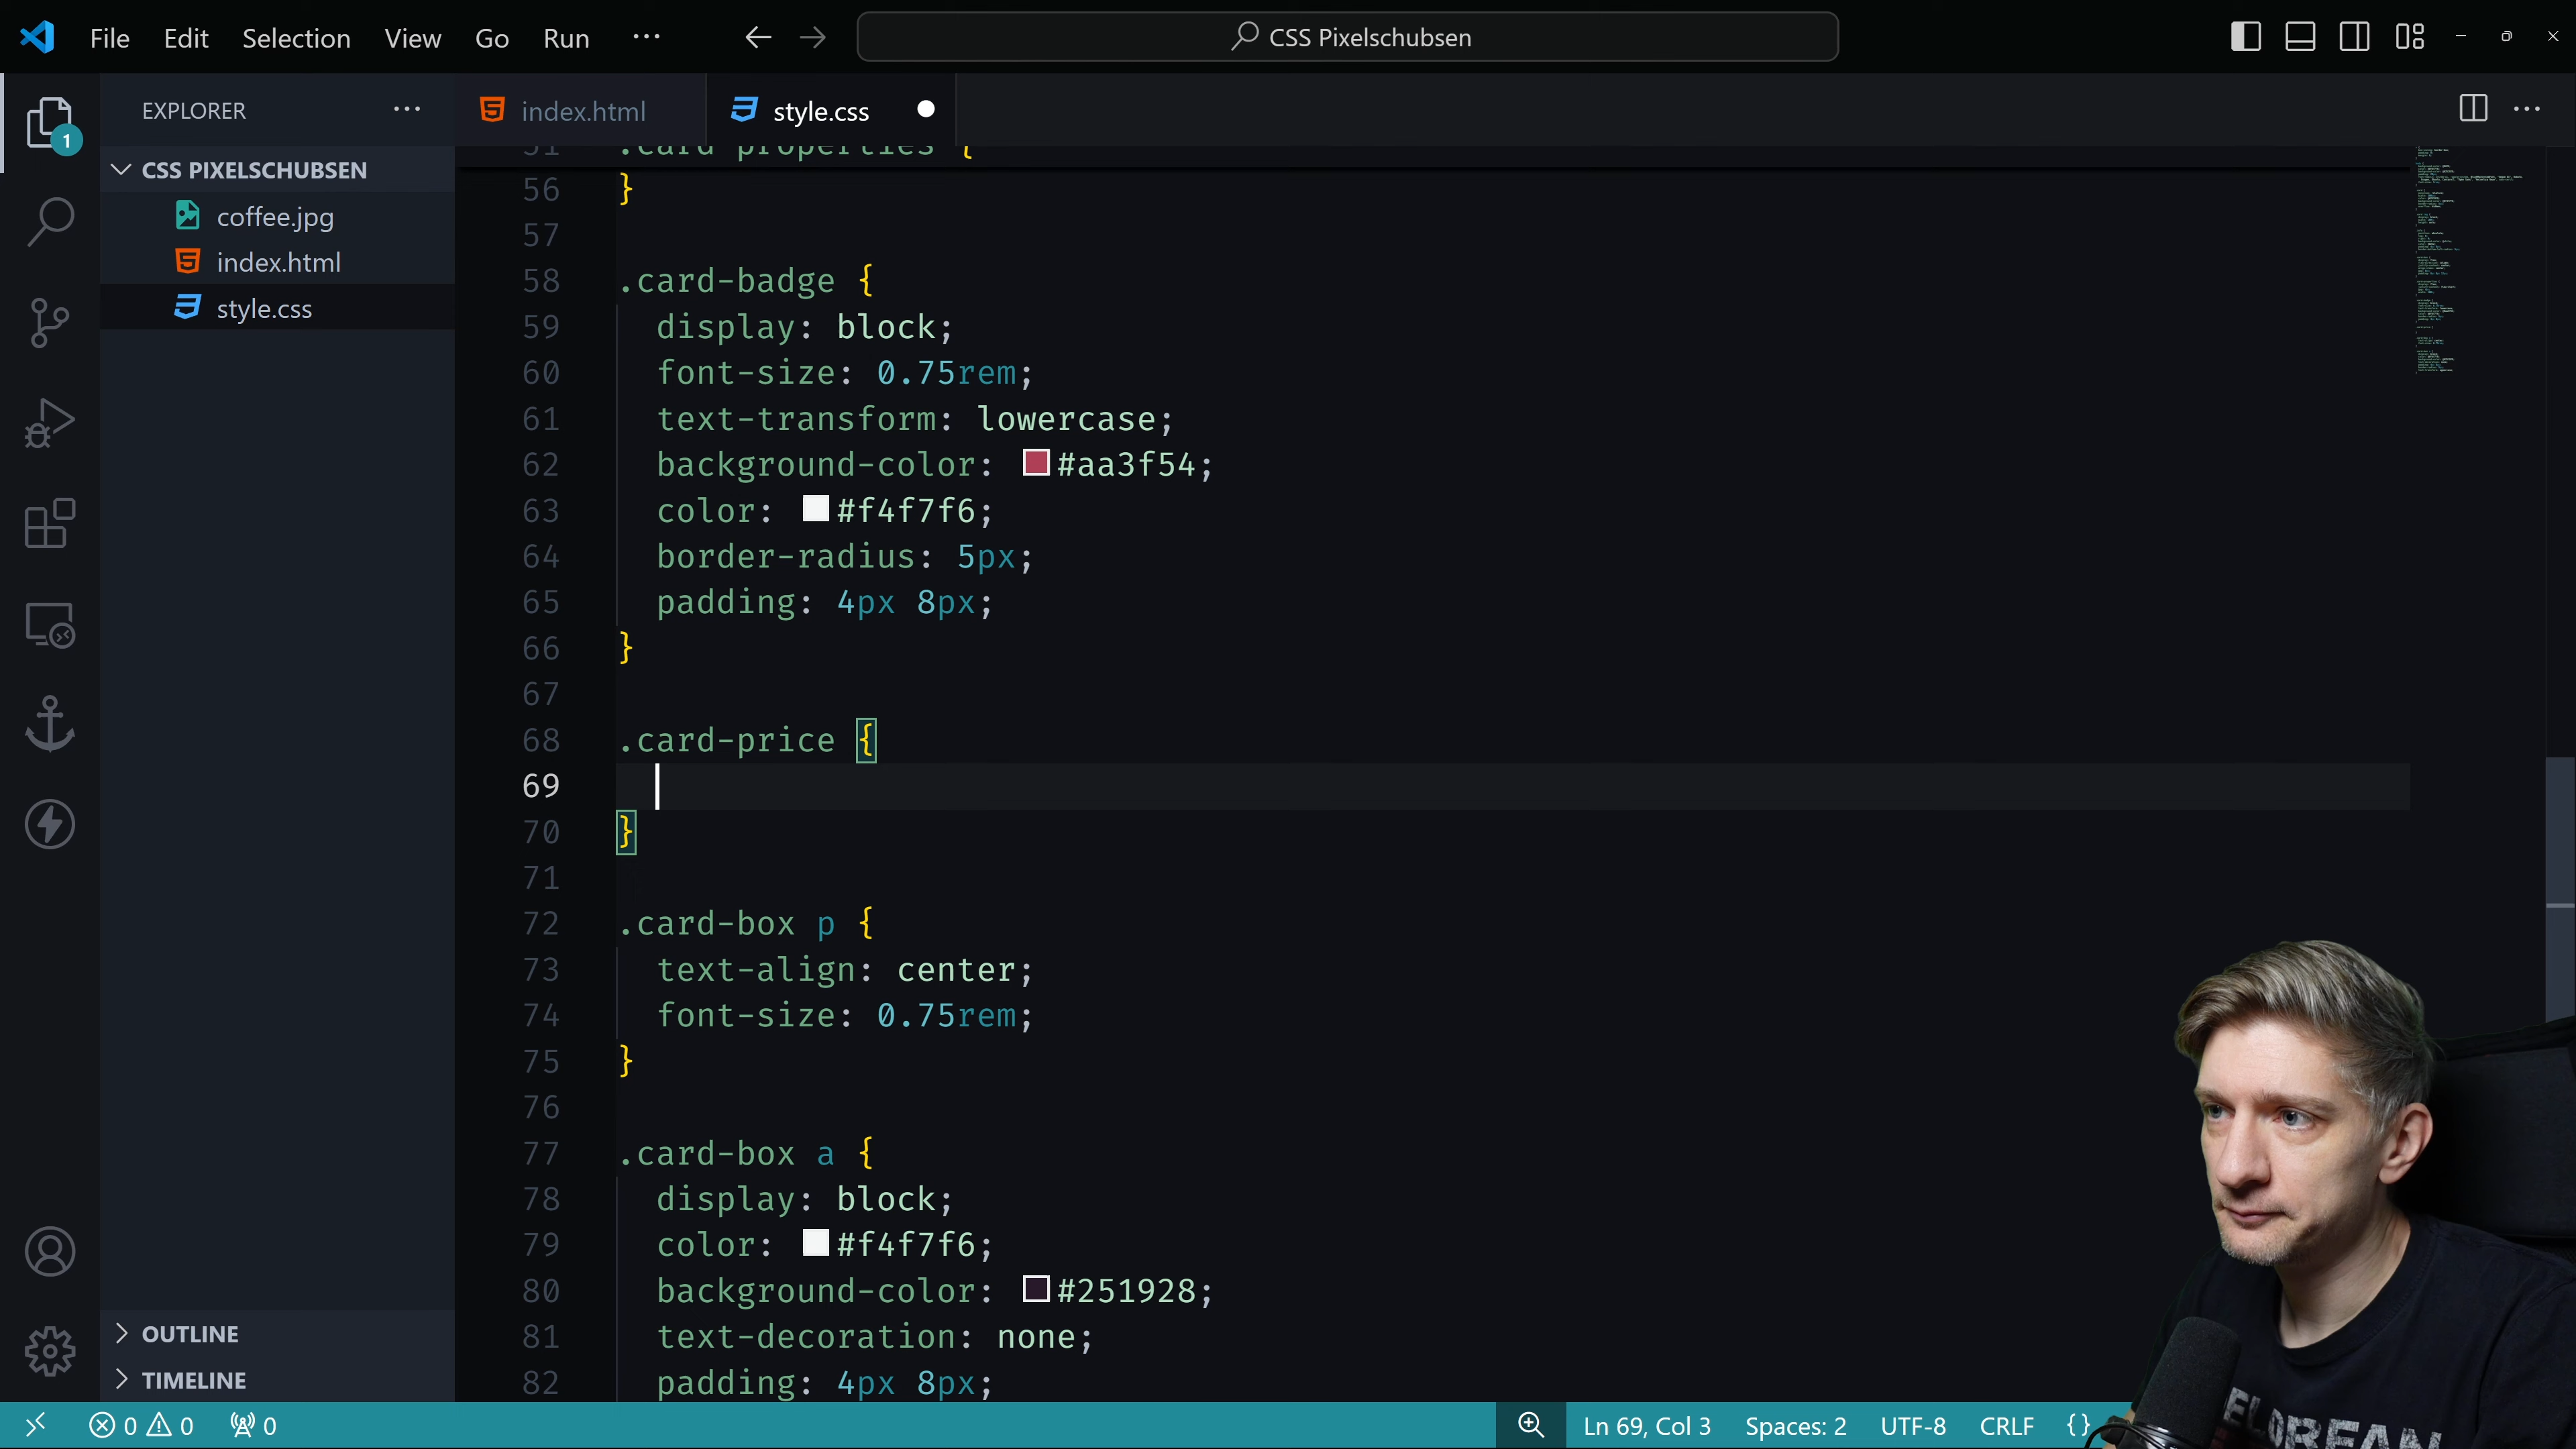 File Edit Selection View Go Run ··· CSS Pixelschubsen
EXPLORER ···
index.html
style.css
1
CSS PIXELSCHUBSEN
coffee.jpg
index.html
style.css
OUTLINE
TIMELINE
51 .card-properties {
56 }
57
58 .card-badge {
59 display: block;
60 font-size: 0.75rem;
61 text-transform: lowercase;
62 background-color: #aa3f54;
63 color: #f4f7f6;
64 border-radius: 5px;
65 padding: 4px 8px;
66 }
67
68 .card-price {
69
70 }
71
72 .card-box p {
73 text-align: center;
74 font-size: 0.75rem;
75 }
76
77 .card-box a {
78 display: block;
79 color: #f4f7f6;
80 background-color: #251928;
81 text-decoration: none;
82 padding: 4px 8px;
0 0 0
Ln 69, Col 3 Spaces: 2 UTF-8 CRLF {}